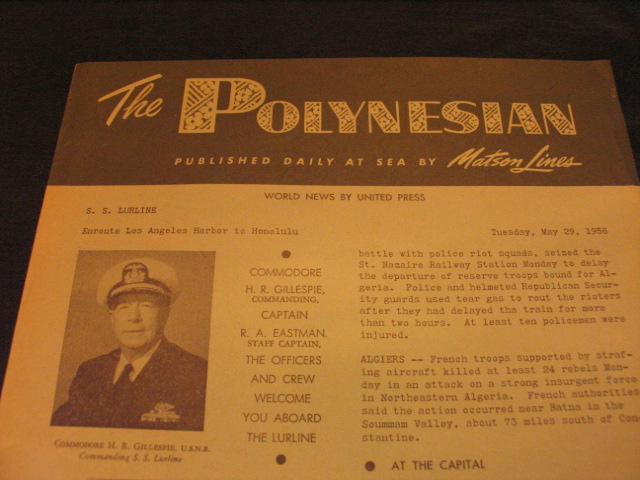 The POLYNESIAN
PUBLISHED DAILY AT SEA BY Matson Lines
WORLD NEWS BY UNITED PRESS
S. S. LURLINE
Enroute Los Angeles Harbor to Honolulu
Tuesday, May 29, 1956
COMMODORE
H. R. GILLESPIE,
COMMANDING,
CAPTAIN
R. A. EASTMAN,
STAFF CAPTAIN,
THE OFFICERS
AND CREW
WELCOME
YOU ABOARD
THE LURLINE
COMMODORE H. R. GILLESPIE, U.S.N.R.
Commanding S. S. Lurline
battle with police riot squads, seized the
St. Nazaire Railway Station Monday to delay
the departure of reserve troops bound for Al-
geria. Police and helmeted Republican Secur-
ity guards used tear gas to rout the rioters
after they had delayed the train for more
than two hours. At least ten policemen were
injured.
ALGIERS -- French troops supported by straf-
ing aircraft killed at least 24 rebels Mon-
day in an attack on a strong insurgent force
in Northeastern Algeria. French authorities
said the action occurred near Batna in the
Soummam Valley, about 73 miles south of Con-
stantine.
● AT THE CAPITAL